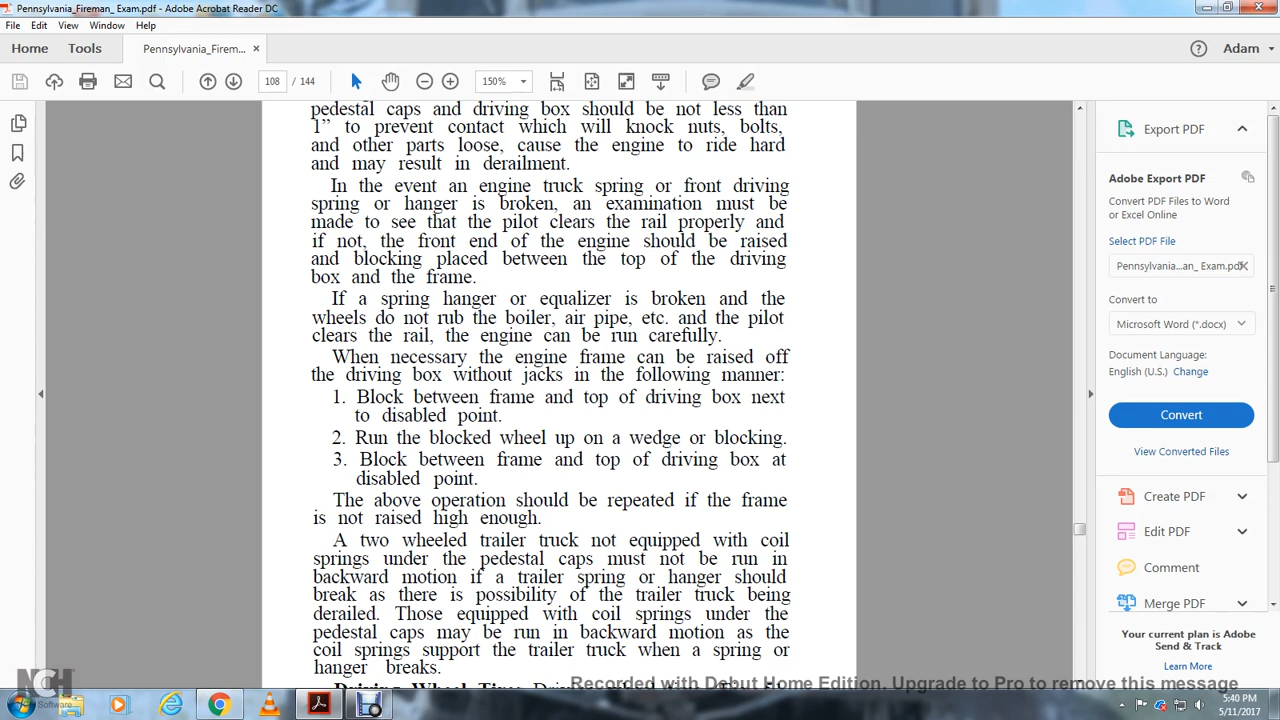 Pennsylvania_Fireman_ Exam.pdf - Adobe Acrobat Reader DC
File Edit View Window Help
Home Tools Pennsylvania_Firem... × Adam
108 / 144 150%
pedestal caps and driving box should be not less than
1” to prevent contact which will knock nuts, bolts,
and other parts loose, cause the engine to ride hard
and may result in derailment.
In the event an engine truck spring or front driving
spring or hanger is broken, an examination must be
made to see that the pilot clears the rail properly and
if not, the front end of the engine should be raised
and blocking placed between the top of the driving
box and the frame.
If a spring hanger or equalizer is broken and the
wheels do not rub the boiler, air pipe, etc. and the pilot
clears the rail, the engine can be run carefully.
When necessary the engine frame can be raised off
the driving box without jacks in the following manner:
1. Block between frame and top of driving box next
to disabled point.
2. Run the blocked wheel up on a wedge or blocking.
3. Block between frame and top of driving box at
disabled point.
The above operation should be repeated if the frame
is not raised high enough.
A two wheeled trailer truck not equipped with coil
springs under the pedestal caps must not be run in
backward motion if a trailer spring or hanger should
break as there is possibility of the trailer truck being
derailed. Those equipped with coil springs under the
pedestal caps may be run in backward motion as the
coil springs support the trailer truck when a spring or
hanger breaks.
Export PDF
Adobe Export PDF
Convert PDF Files to Word
or Excel Online
Select PDF File
Pennsylvania...an_ Exam.pdf
Convert to
Microsoft Word (*.docx)
Document Language:
English (U.S.) Change
Convert
View Converted Files
Create PDF
Edit PDF
Comment
Merge PDF
Your current plan is Adobe
Send & Track
Learn More
Recorded with Debut Home Edition. Upgrade to Pro to remove this message
NCH
Software
5:40 PM
5/11/2017